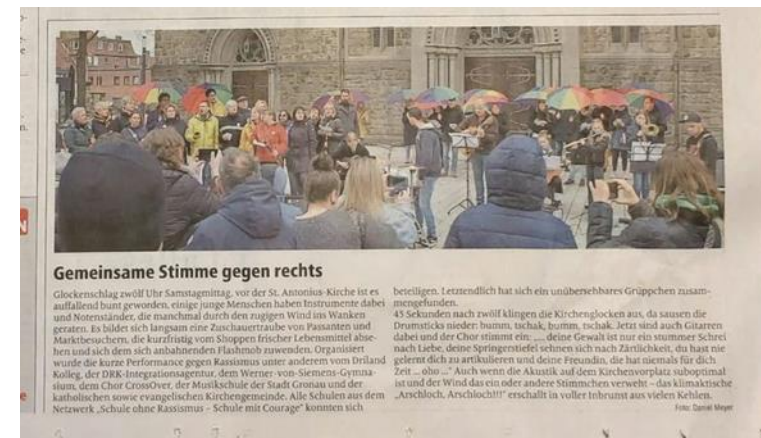 Gemeinsame Stimme gegen rechts
Glockenschlag zwölf Uhr Samstagmittag, vor der St. Antonius-Kirche ist es
auffallend bunt geworden, einige junge Menschen haben Instrumente dabei
und Notenständer, die manchmal durch den zugigen Wind ins Wanken
geraten. Es bildet sich langsam eine Zuschauertraube von Passanten und
Marktbesuchern, die kurzfristig vom Shoppen frischer Lebensmittel abse-
hen und sich dem sich anbahnenden Flashmob zuwenden. Organisiert
wurde die kurze Performance gegen Rassismus unter anderem vom Driland
Kolleg, der DRK-Integrationsagentur, dem Werner-von-Siemens-Gymna-
sium, dem Chor CrossOver, der Musikschule der Stadt Gronau und der
katholischen sowie evangelischen Kirchengemeinde. Alle Schulen aus dem
Netzwerk „Schule ohne Rassismus – Schule mit Courage“ konnten sich
beteiligen. Letztendlich hat sich ein unübersehbares Grüppchen zusam-
mengefunden.
45 Sekunden nach zwölf klingen die Kirchenglocken aus, da sausen die
Drumsticks nieder: bumm, tschak, bumm, tschak. Jetzt sind auch Gitarren
dabei und der Chor stimmt ein: „... deine Gewalt ist nur ein stummer Schrei
nach Liebe, deine Springerstiefel sehnen sich nach Zärtlichkeit, du hast nie
gelernt dich zu artikulieren und deine Freundin, die hat niemals für dich
Zeit ... oho ...“ Auch wenn die Akustik auf dem Kirchenvorplatz suboptimal
ist und der Wind das ein oder andere Stimmchen verweht – das klimaktische
„Arschloch, Arschloch!!!“ erschallt in voller Inbrunst aus vielen Kehlen.
Foto: Daniel Meyer